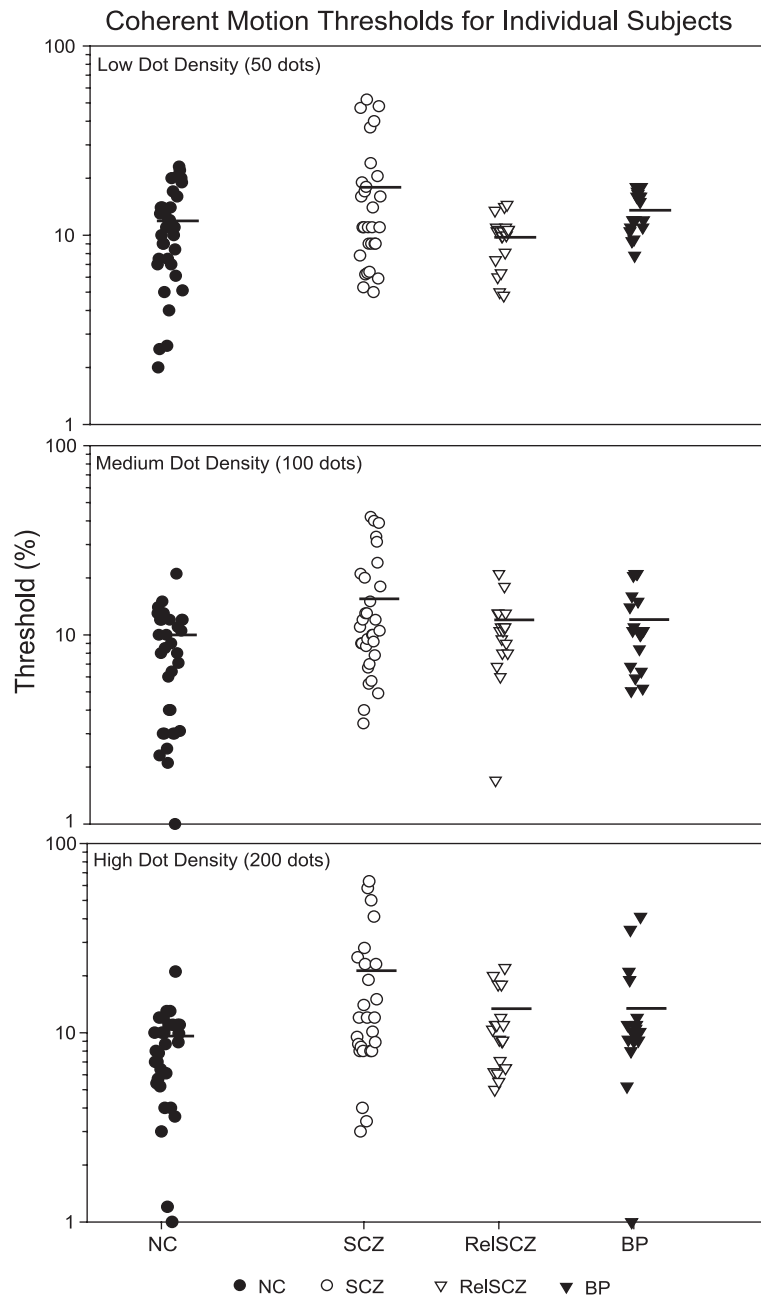 Coherent Motion Thresholds for Individual Subjects
100
Low Dot Density (50 dots)
10
1
100
Medium Dot Density (100 dots)
Threshold (%)
10
1
100
High Dot Density (200 dots)
10
1
NC SCZ RelSCZ BP
NC SCZ RelSCZ BP